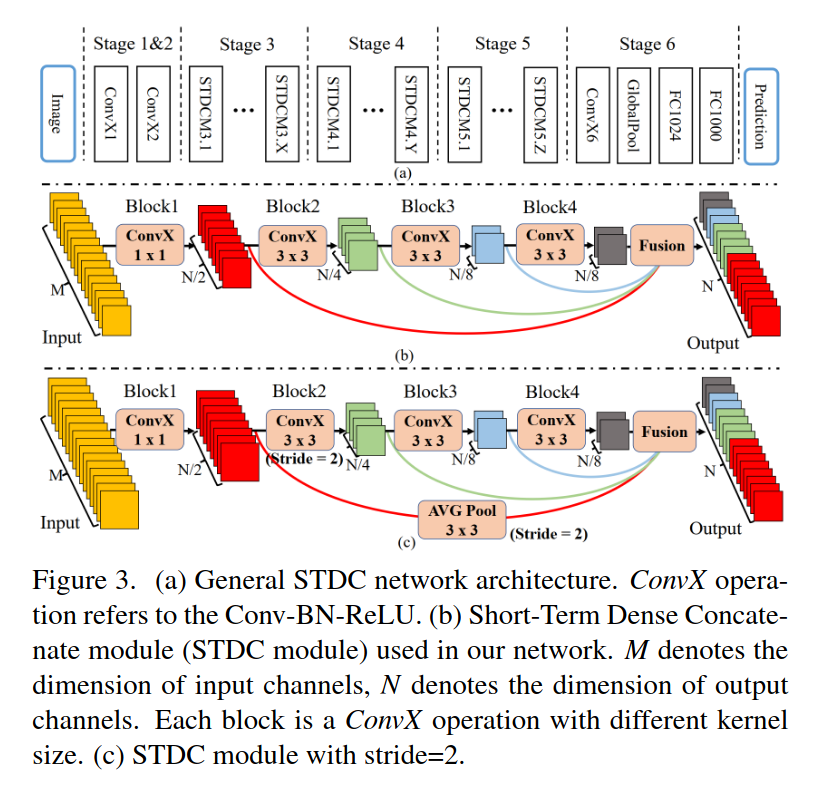 Stage 1&2
Stage 3
Stage 4
Stage 5
Stage 6
Image
ConvX1
ConvX2
STDCM3.1
...
STDCM3.X
STDCM4.1
...
STDCM4.Y
STDCM5.1
...
STDCM5.Z
ConvX6
GlobalPool
FC1024
FC1000
Prediction
(a)
Block1
Block2
Block3
Block4
ConvX
1 x 1
ConvX
3 x 3
ConvX
3 x 3
ConvX
3 x 3
Fusion
M
N/2
N/4
N/8
N/8
N
Input
Output
(b)
Block1
Block2
Block3
Block4
ConvX
1 x 1
ConvX
3 x 3
(Stride = 2)
ConvX
3 x 3
ConvX
3 x 3
Fusion
M
N/2
N/4
N/8
N/8
N
Input
AVG Pool
3 x 3
(Stride = 2)
Output
(c)
Figure 3. (a) General STDC network architecture. ConvX oper-
ation refers to the Conv-BN-ReLU. (b) Short-Term Dense Concate-
nate module (STDC module) used in our network. M denotes the
dimension of input channels, N denotes the dimension of output
channels. Each block is a ConvX operation with different kernel
size. (c) STDC module with stride=2.